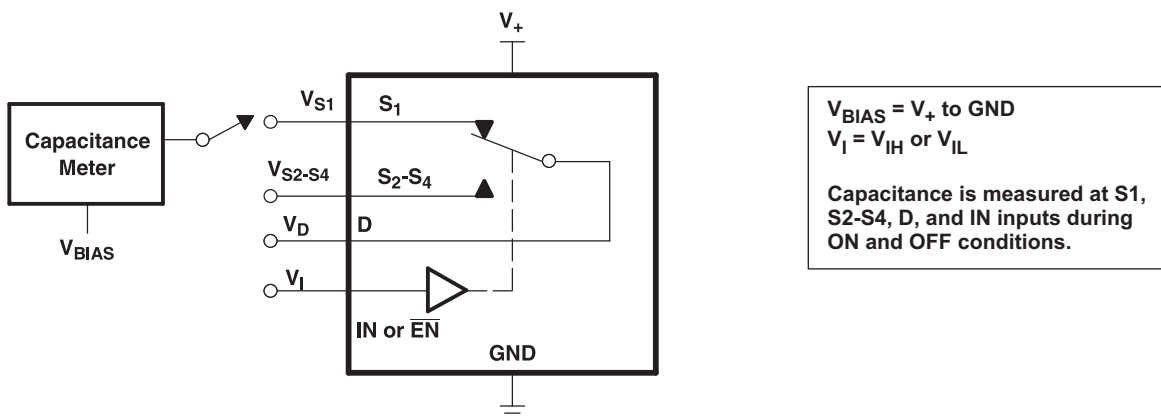 V+
VS1
S1
Capacitance
Meter
VS2-S4
S2-S4
VD
D
VBIAS
VI
IN or E̅N̅
GND
VBIAS = V+ to GND
VI = VIH or VIL
Capacitance is measured at S1,
S2-S4, D, and IN inputs during
ON and OFF conditions.